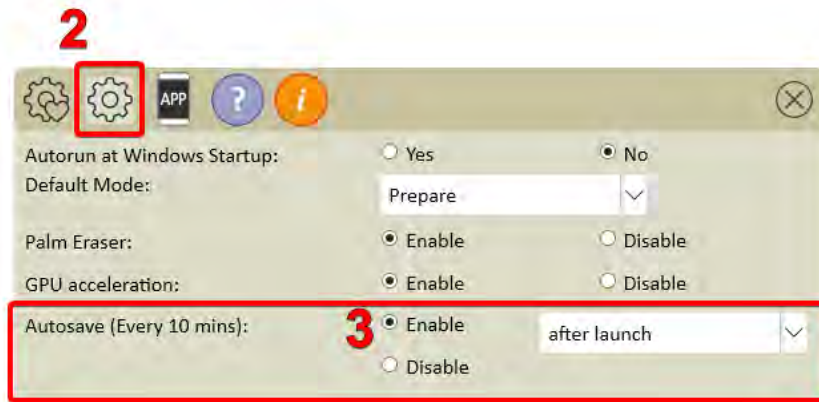 2
APP ? i
Autorun at Windows Startup: Yes No
Default Mode: Prepare
Palm Eraser: Enable Disable
GPU acceleration: Enable Disable
Autosave (Every 10 mins): 3 Enable after launch
Disable